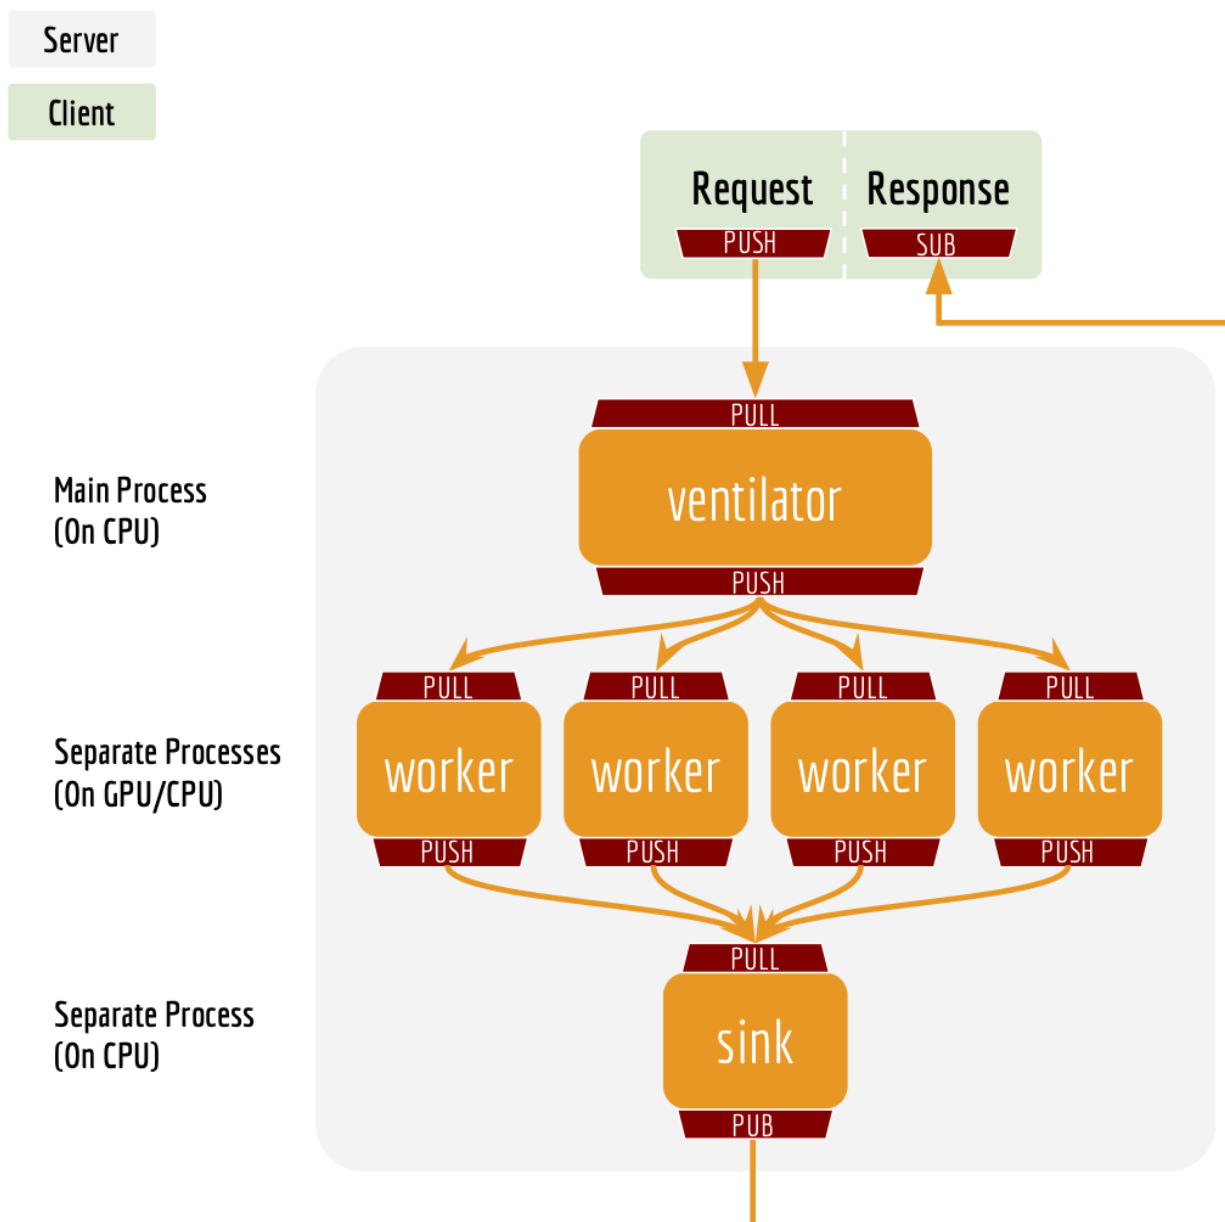 Server
Client
Request
Response
PUSH
SUB
PULL
Main Process
(On CPU)
ventilator
PUSH
PULL
PULL
PULL
PULL
Separate Processes
(On GPU/CPU)
worker
worker
worker
worker
PUSH
PUSH
PUSH
PUSH
PULL
Separate Process
(On CPU)
sink
PUB